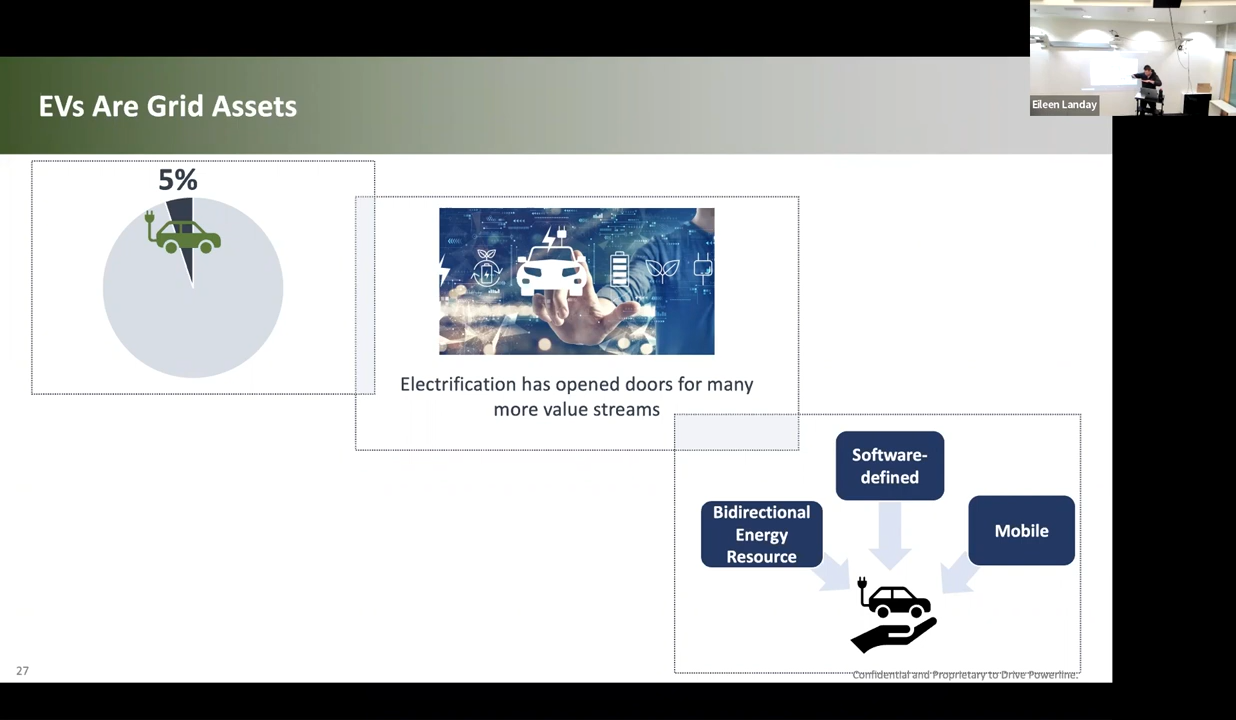 EVs Are Grid Assets
Eileen Landay
5%
Electrification has opened doors for many
more value streams
Software-
defined
Bidirectional
Energy
Resource
Mobile
27
Confidential and Proprietary to Drive Powerline.